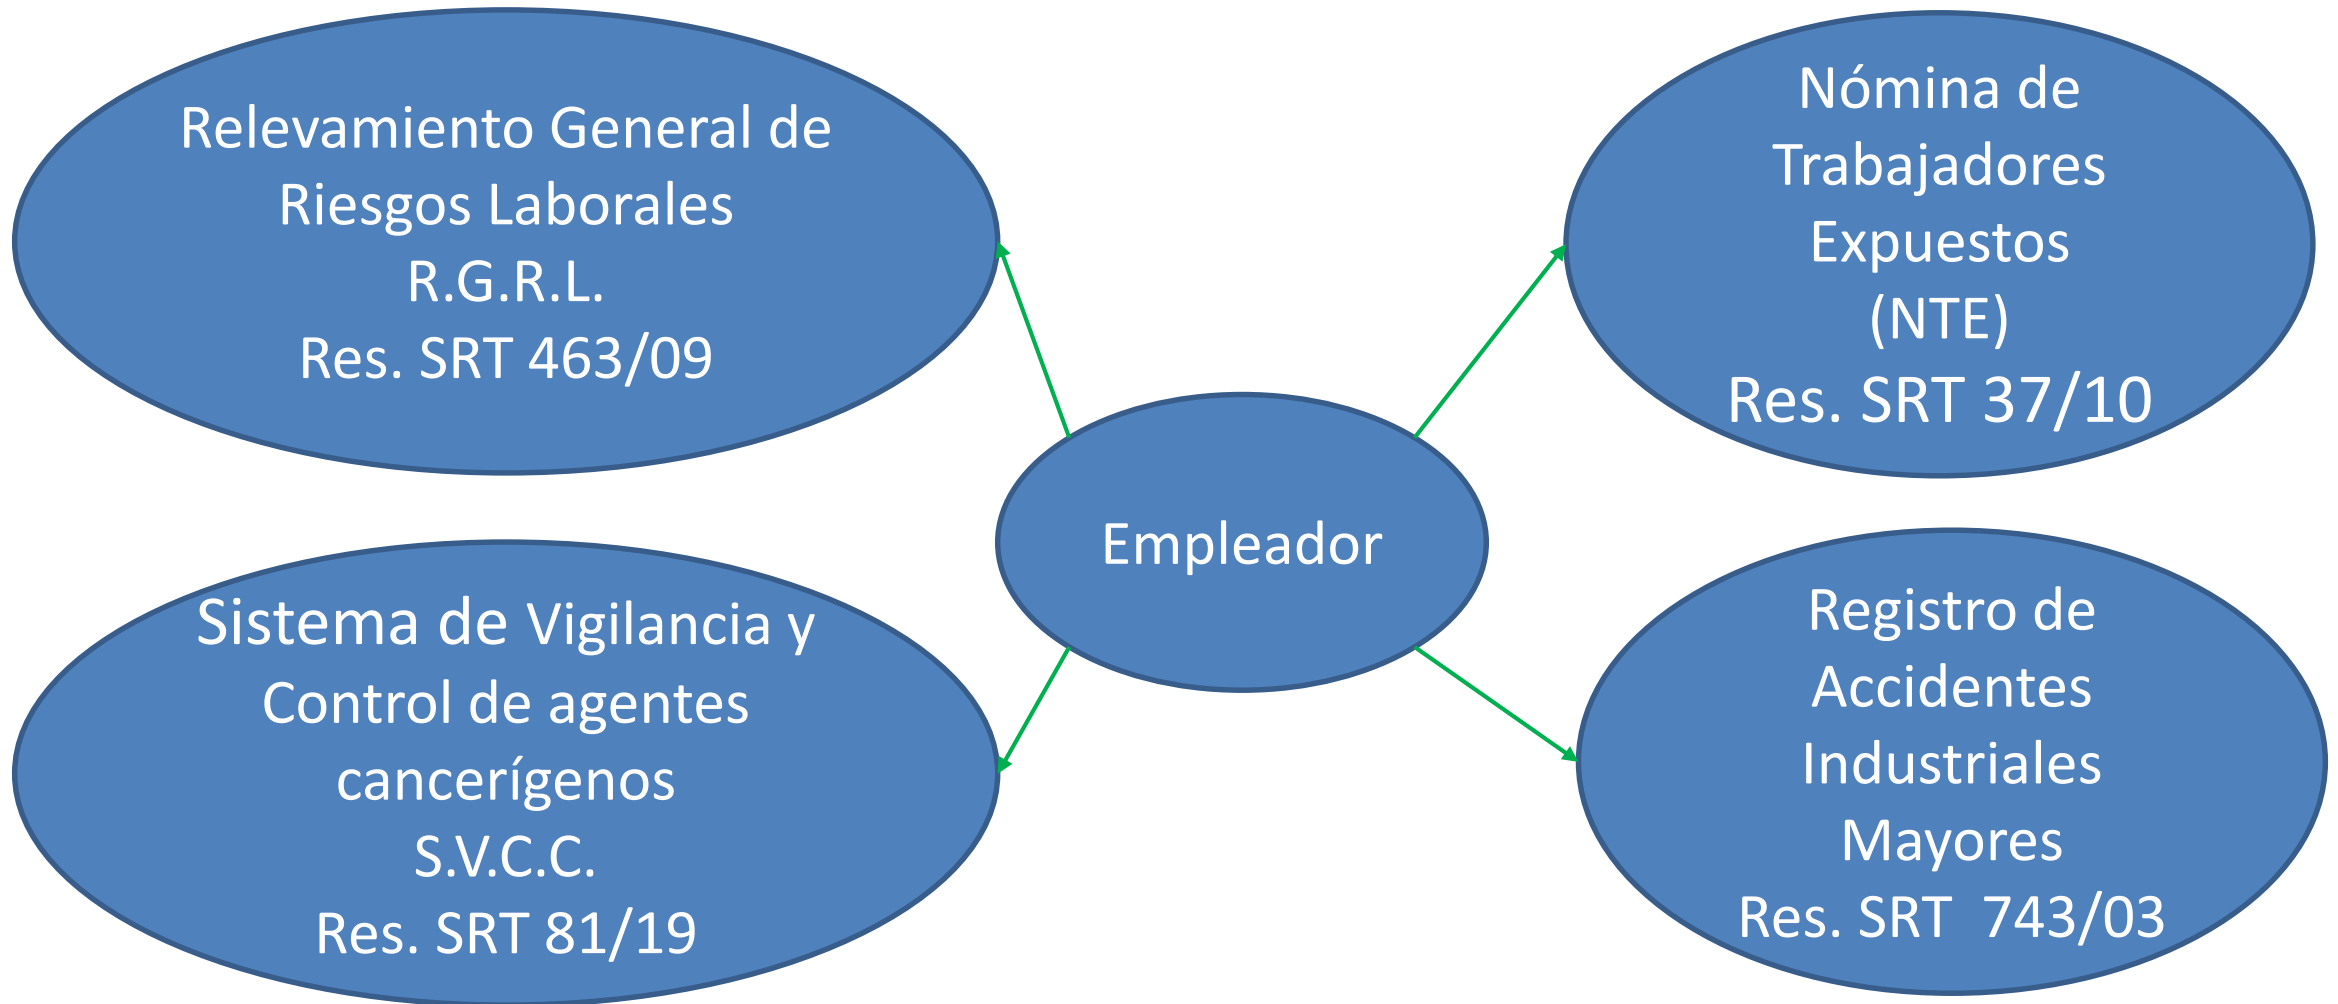 Relevamiento General de
Riesgos Laborales
R.G.R.L.
Res. SRT 463/09
Nómina de
Trabajadores
Expuestos
(NTE)
Res. SRT 37/10
Empleador
Sistema de Vigilancia y
Control de agentes
cancerígenos
S.V.C.C.
Res. SRT 81/19
Registro de
Accidentes
Industriales
Mayores
Res. SRT  743/03